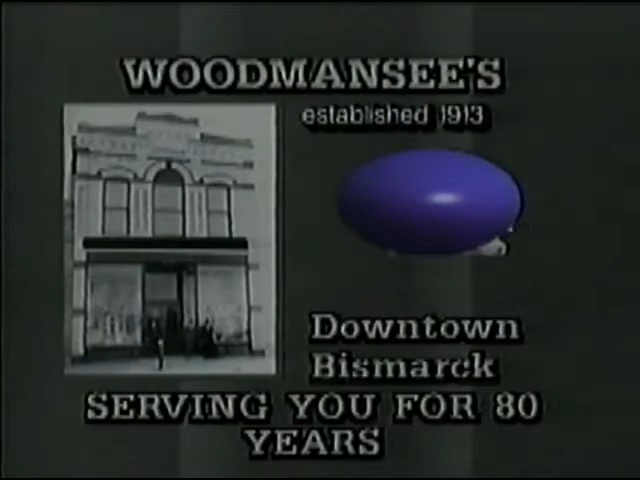 WOODMANSEE'S
established 1913
Downtown
Bismarck
SERVING YOU FOR 80
YEARS